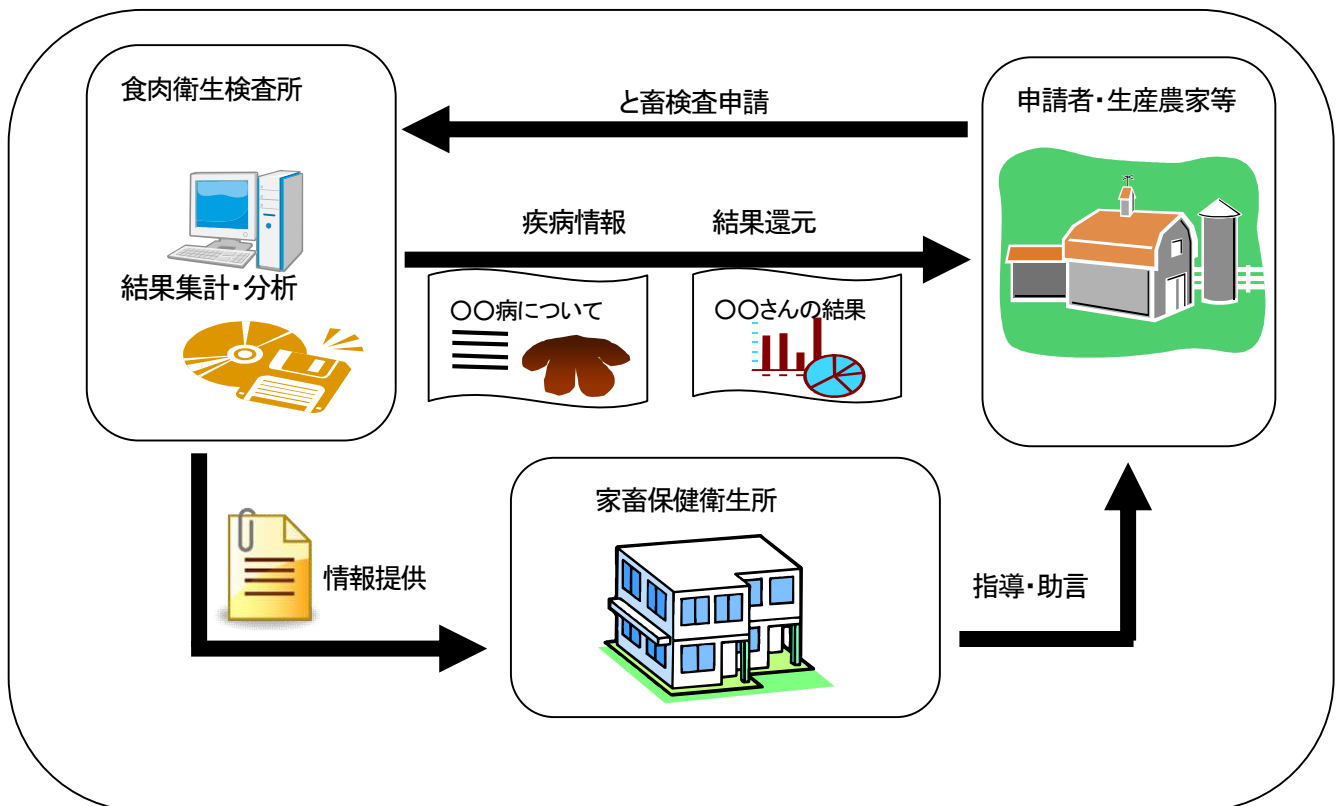 食肉衛生検査所
と畜検査申請
申請者・生産農家等
疾病情報
結果還元
結果集計・分析
〇〇病について
〇〇さんの結果
家畜保健衛生所
情報提供
指導・助言